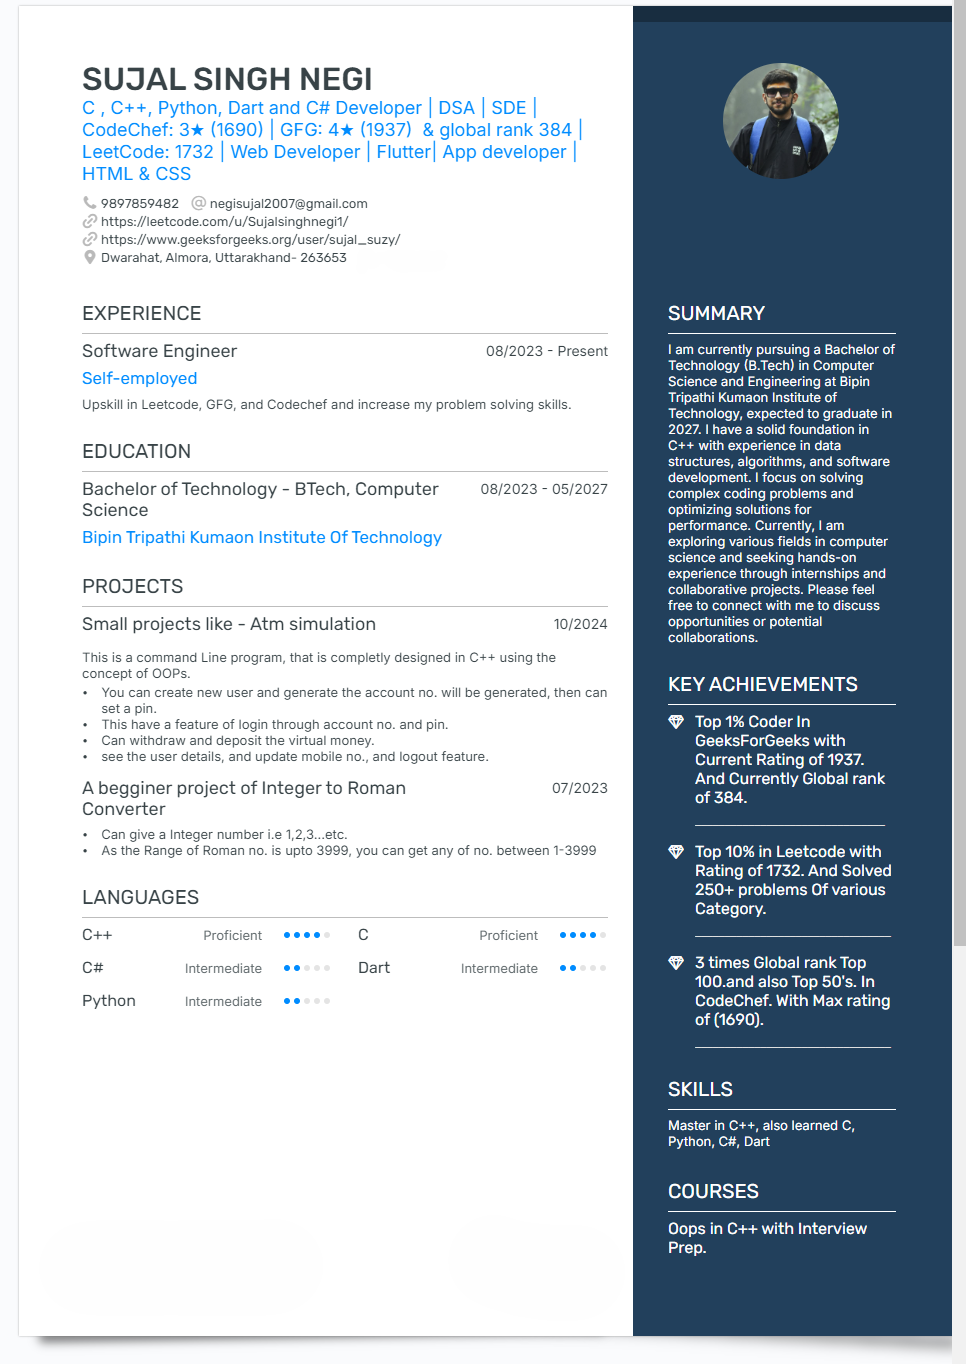 SUJAL SINGH NEGI
C , C++, Python, Dart and C# Developer | DSA | SDE |
CodeChef: 3★ (1690) | GFG: 4★ (1937)  & global rank 384 |
LeetCode: 1732 | Web Developer | Flutter| App developer |
HTML & CSS
9897859482 negisujal2007@gmail.com
https://leetcode.com/u/Sujalsinghnegi1/
https://www.geeksforgeeks.org/user/sujal_suzy/
Dwarahat, Almora, Uttarakhand- 263653
EXPERIENCE
Software Engineer 08/2023 - Present
Self-employed
Upskill in Leetcode, GFG, and Codechef and increase my problem solving skills.
EDUCATION
Bachelor of Technology - BTech, Computer 08/2023 - 05/2027
Science
Bipin Tripathi Kumaon Institute Of Technology
PROJECTS
Small projects like - Atm simulation 10/2024
This is a command Line program, that is completly designed in C++ using the
concept of OOPs.
• You can create new user and generate the account no. will be generated, then can
set a pin.
• This have a feature of login through account no. and pin.
• Can withdraw and deposit the virtual money.
• see the user details, and update mobile no., and logout feature.
A begginer project of Integer to Roman 07/2023
Converter
• Can give a Integer number i.e 1,2,3...etc.
• As the Range of Roman no. is upto 3999, you can get any of no. between 1-3999
LANGUAGES
C++ Proficient C Proficient
C# Intermediate Dart Intermediate
Python Intermediate
SUMMARY
I am currently pursuing a Bachelor of
Technology (B.Tech) in Computer
Science and Engineering at Bipin
Tripathi Kumaon Institute of
Technology, expected to graduate in
2027. I have a solid foundation in
C++ with experience in data
structures, algorithms, and software
development. I focus on solving
complex coding problems and
optimizing solutions for
performance. Currently, I am
exploring various fields in computer
science and seeking hands-on
experience through internships and
collaborative projects. Please feel
free to connect with me to discuss
opportunities or potential
collaborations.
KEY ACHIEVEMENTS
Top 1% Coder In
GeeksForGeeks with
Current Rating of 1937.
And Currently Global rank
of 384.
Top 10% in Leetcode with
Rating of 1732. And Solved
250+ problems Of various
Category.
3 times Global rank Top
100.and also Top 50's. In
CodeChef. With Max rating
of (1690).
SKILLS
Master in C++, also learned C,
Python, C#, Dart
COURSES
Oops in C++ with Interview
Prep.